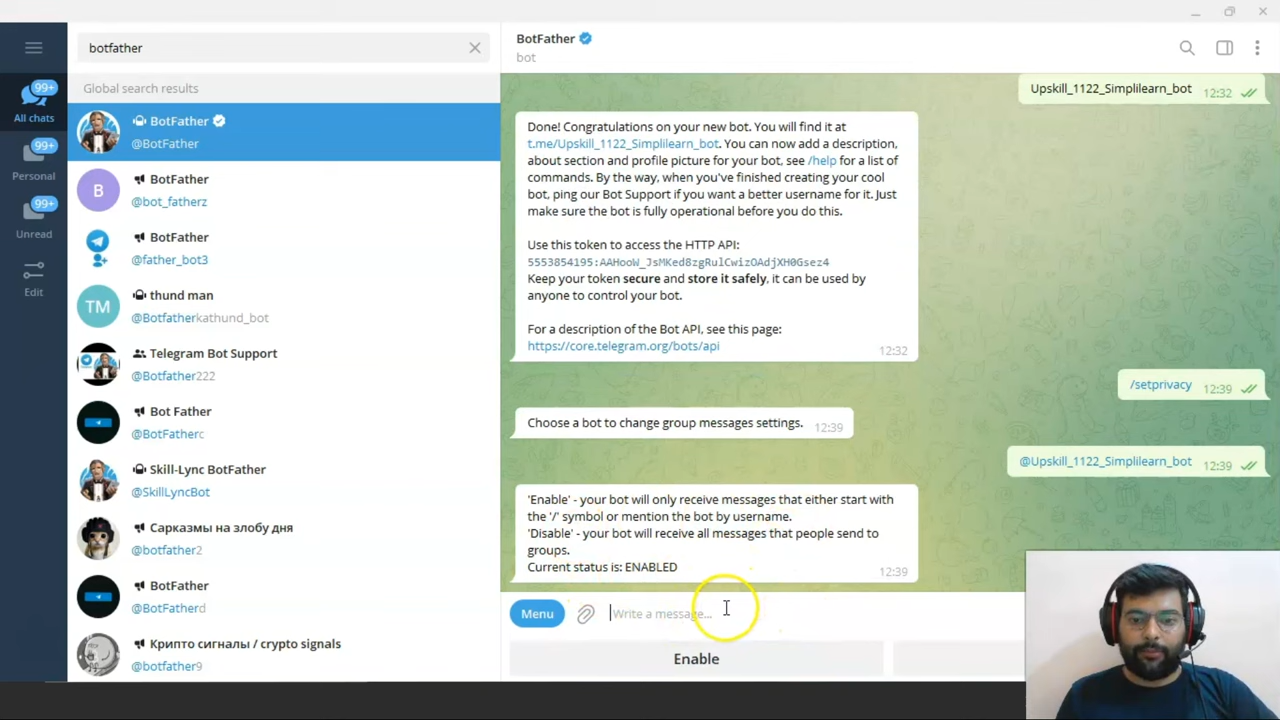 botfather
Global search results
99+
All chats
99+
Personal
99+
Unread
Edit
BotFather
@BotFather
B
BotFather
@bot_fatherz
BotFather
@father_bot3
TM
thund man
@Botfatherkathund_bot
Telegram Bot Support
@Botfather222
Bot Father
@BotFatherc
Skill-Lync BotFather
@SkillLyncBot
Сарказмы на злобу дня
@botfather2
BotFather
@BotFatherd
Крипто сигналы / crypto signals
@botfather9
BotFather
bot
Upskill_1122_Simplilearn_bot 12:32
Done! Congratulations on your new bot. You will find it at
t.me/Upskill_1122_Simplilearn_bot. You can now add a description,
about section and profile picture for your bot, see /help for a list of
commands. By the way, when you've finished creating your cool
bot, ping our Bot Support if you want a better username for it. Just
make sure the bot is fully operational before you do this.
Use this token to access the HTTP API:
5553854195:AAHooW_JsMKed8zgRulCwizOAdjXH0Gsez4
Keep your token secure and store it safely, it can be used by
anyone to control your bot.
For a description of the Bot API, see this page:
https://core.telegram.org/bots/api 12:32
/setprivacy 12:39
Choose a bot to change group messages settings. 12:39
@Upskill_1122_Simplilearn_bot 12:39
'Enable' - your bot will only receive messages that either start with
the '/' symbol or mention the bot by username.
'Disable' - your bot will receive all messages that people send to
groups.
Current status is: ENABLED 12:39
Menu
Write a message...
Enable